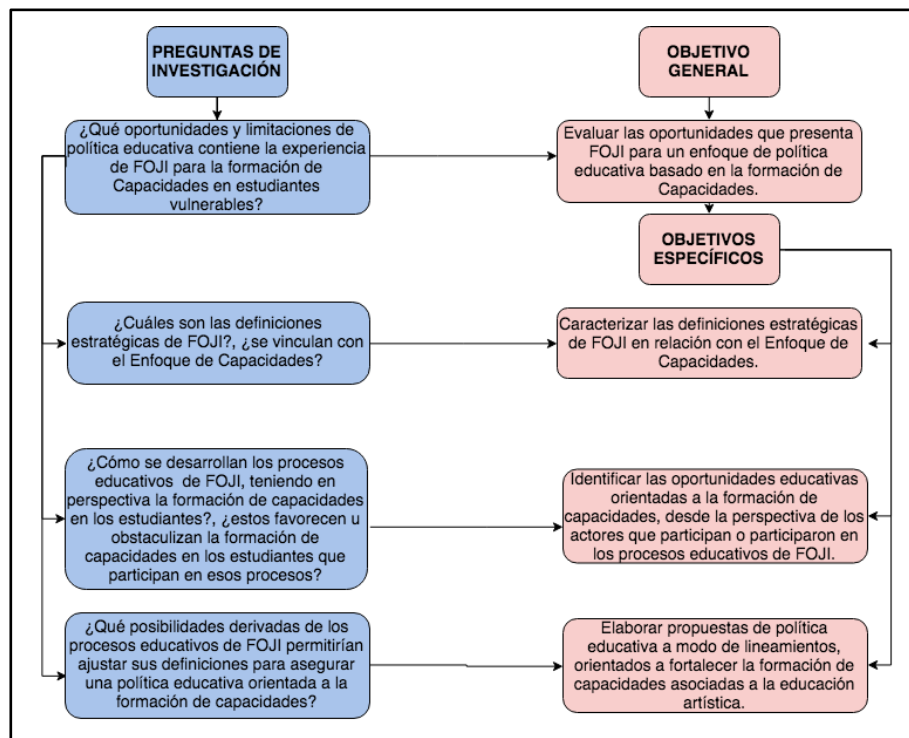 PREGUNTAS DE
INVESTIGACIÓN
¿Qué oportunidades y limitaciones de
política educativa contiene la experiencia
de FOJI para la formación de
Capacidades en estudiantes
vulnerables?
¿Cuáles son las definiciones
estratégicas de FOJI?, ¿se vinculan con
el Enfoque de Capacidades?
¿Cómo se desarrollan los procesos
educativos de FOJI, teniendo en
perspectiva la formación de capacidades
en los estudiantes?, ¿estos favorecen u
obstaculizan la formación de
capacidades en los estudiantes que
participan en esos procesos?
¿Qué posibilidades derivadas de los
procesos educativos de FOJI permitirían
ajustar sus definiciones para asegurar
una política educativa orientada a la
formación de capacidades?
OBJETIVO
GENERAL
Evaluar las oportunidades que presenta
FOJI para un enfoque de política
educativa basado en la formación de
Capacidades.
OBJETIVOS
ESPECÍFICOS
Caracterizar las definiciones estratégicas
de FOJI en relación con el Enfoque de
Capacidades.
Identificar las oportunidades educativas
orientadas a la formación de
capacidades, desde la perspectiva de los
actores que participan o participaron en
los procesos educativos de FOJI.
Elaborar propuestas de política
educativa a modo de lineamientos,
orientados a fortalecer la formación de
capacidades asociadas a la educación
artística.